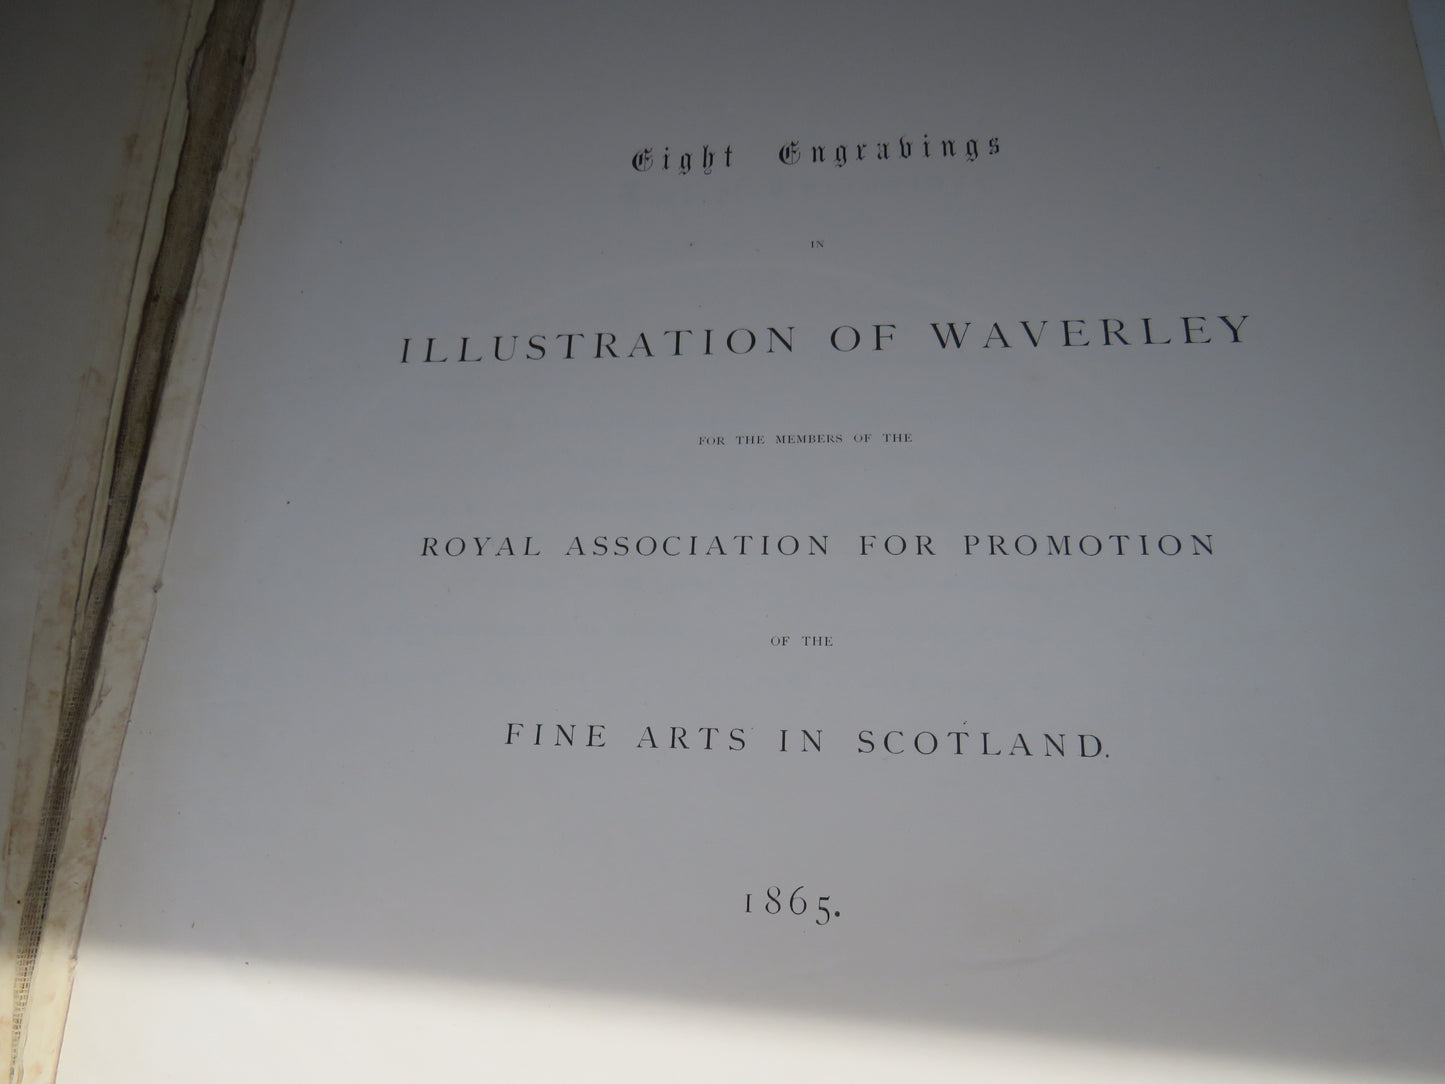 Eight Engravings
IN
ILLUSTRATION OF WAVERLEY
FOR THE MEMBERS OF THE
ROYAL ASSOCIATION FOR PROMOTION
OF THE
FINE ARTS IN SCOTLAND.
1865.